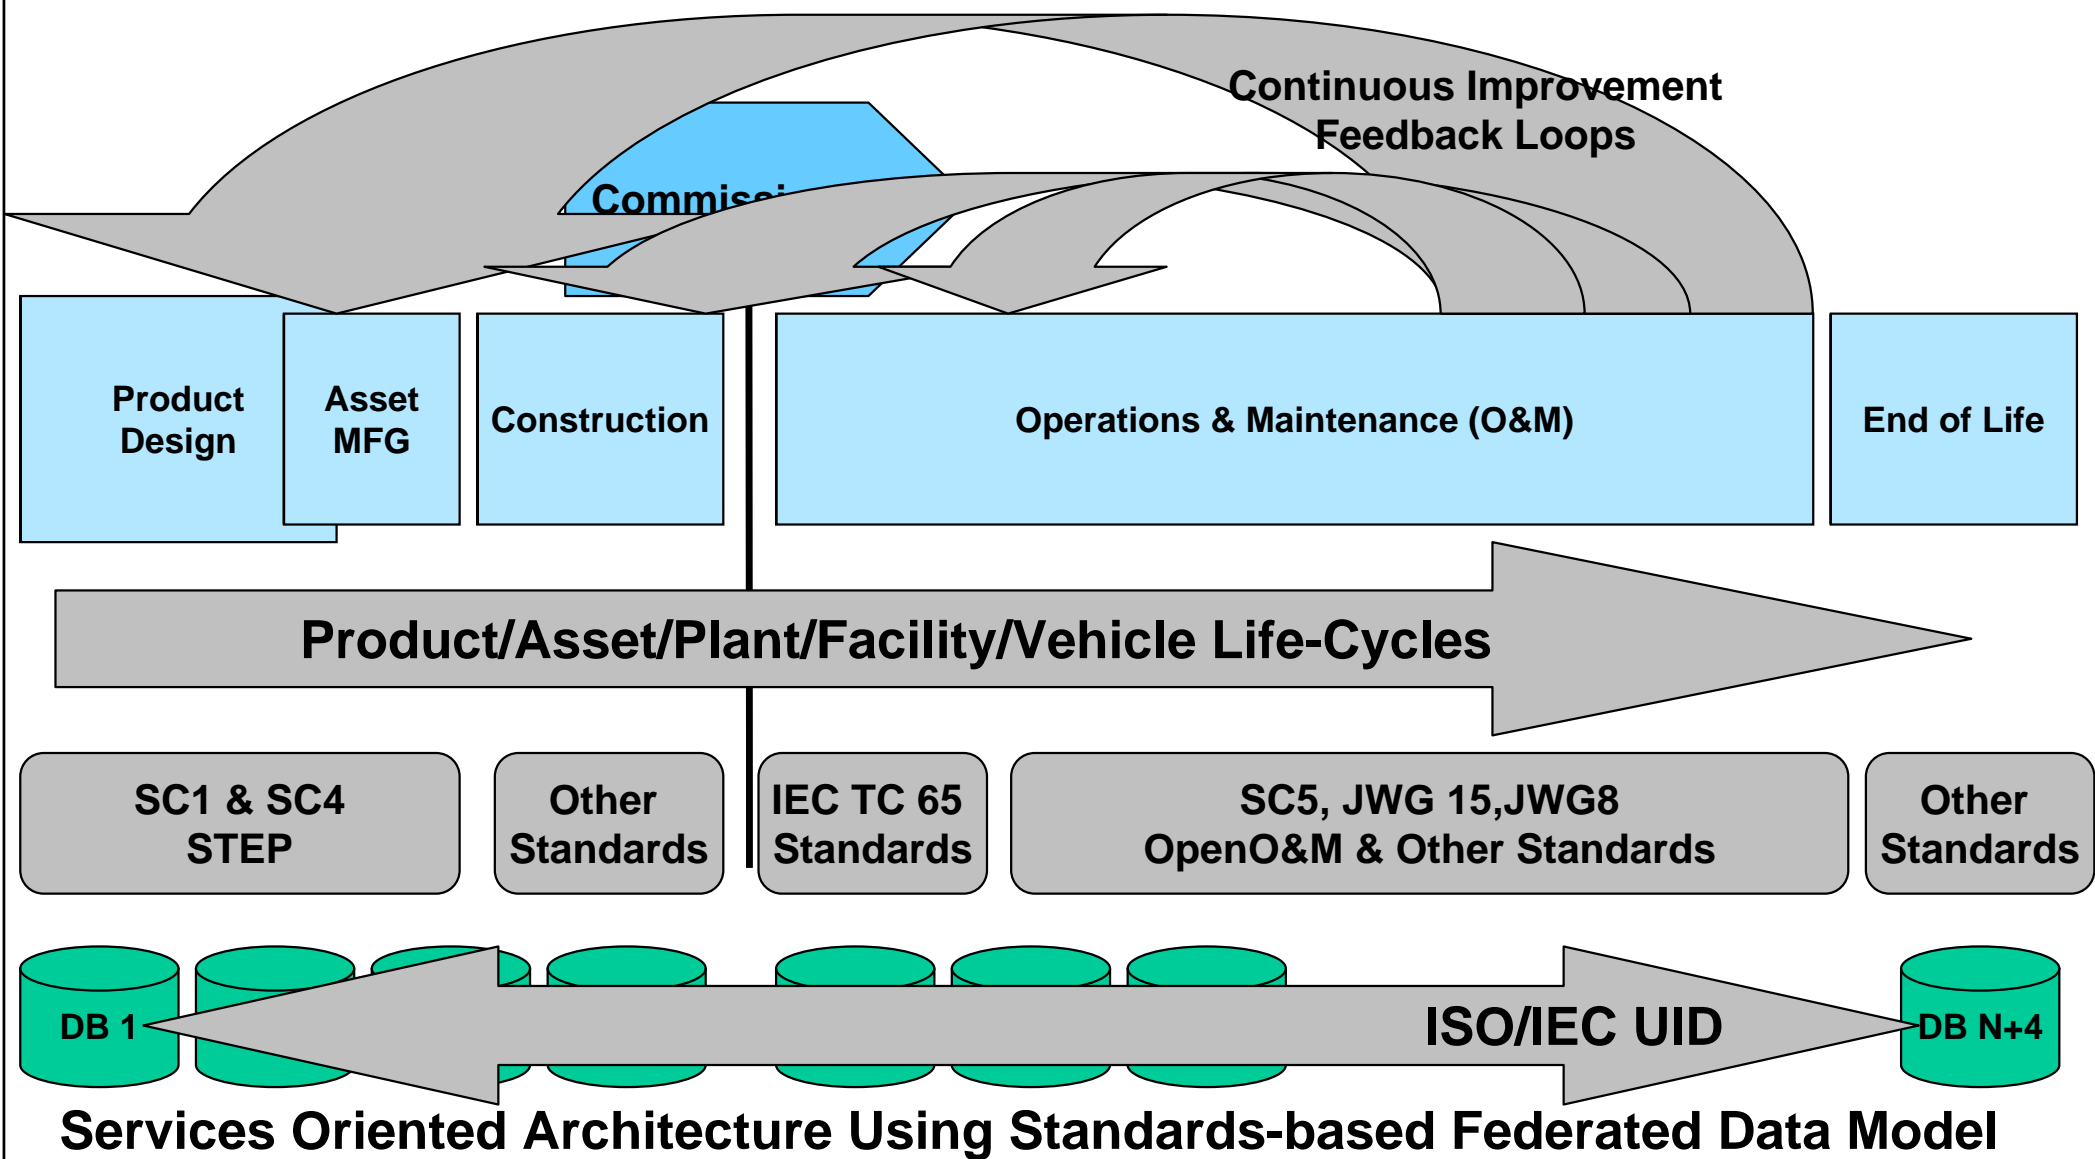 Continuous Improvement
Feedback Loops
Product
Design
Asset
MFG
Construction
Operations & Maintenance (O&M)
End of Life
Product/Asset/Plant/Facility/Vehicle Life-Cycles
SC1 & SC4
STEP
Other
Standards
IEC TC 65
Standards
SC5, JWG 15,JWG8
OpenO&M & Other Standards
Other
Standards
DB 1
ISO/IEC UID
DB N+4
Services Oriented Architecture Using Standards-based Federated Data Model